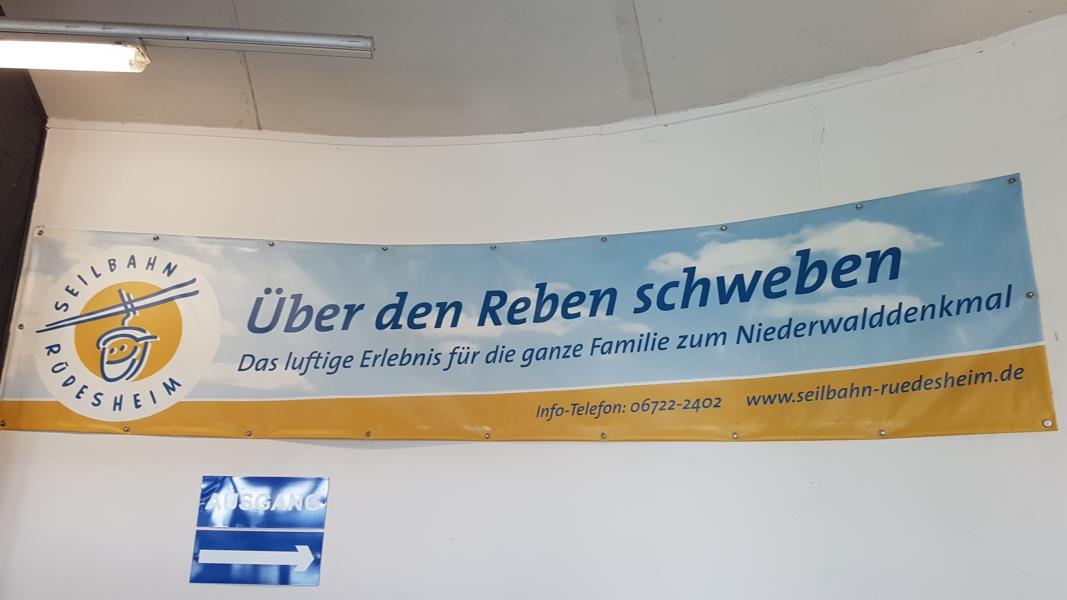 SEILBAHN
RÜDESHEIM
Über den Reben schweben
Das luftige Erlebnis für die ganze Familie zum Niederwalddenkmal
Info-Telefon: 06722-2402 www.seilbahn-ruedesheim.de
AUSGANG